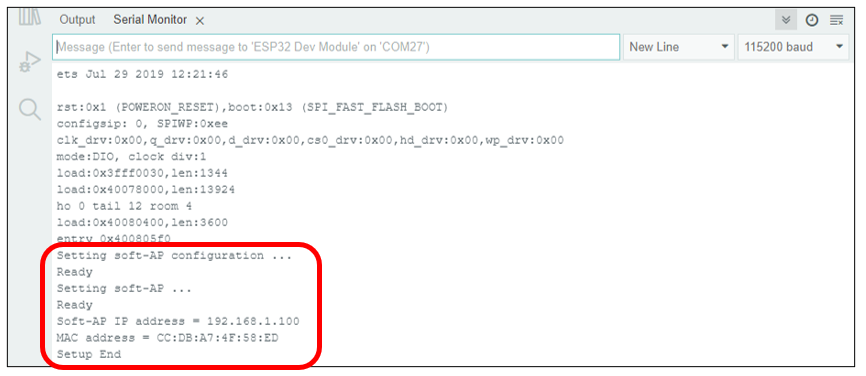 Output Serial Monitor
Message (Enter to send message to 'ESP32 Dev Module' on 'COM27') New Line 115200 baud
ets Jul 29 2019 12:21:46
rst:0x1 (POWERON_RESET),boot:0x13 (SPI_FAST_FLASH_BOOT)
configsip: 0, SPIWP:0xee
clk_drv:0x00,q_drv:0x00,d_drv:0x00,cs0_drv:0x00,hd_drv:0x00,wp_drv:0x00
mode:DIO, clock div:1
load:0x3fff0030,len:1344
load:0x40078000,len:13924
ho 0 tail 12 room 4
load:0x40080400,len:3600
entry 0x400805f0
Setting soft-AP configuration ...
Ready
Setting soft-AP ...
Ready
Soft-AP IP address = 192.168.1.100
MAC address = CC:DB:A7:4F:58:ED
Setup End